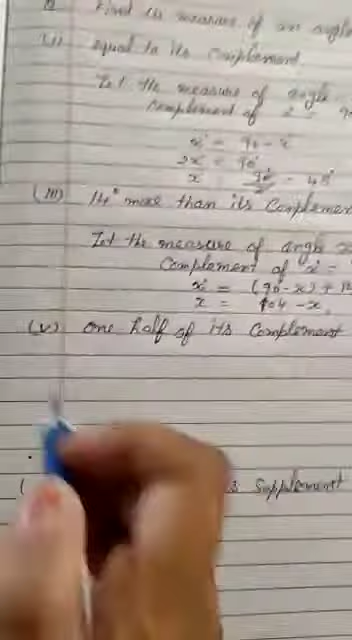 Find the measure of an angle
(i) equal to its complement
Let the measure of angle
Complement of x° = 90
x° = 90 - x
2x = 90°
x = 90°/2 = 45°
(iii) 14° more than its Complement
Let the measure of angle x
Complement of x° =
x° = (90-x) + 1
x = 104 - x
(v) one half of its Complement
Supplement